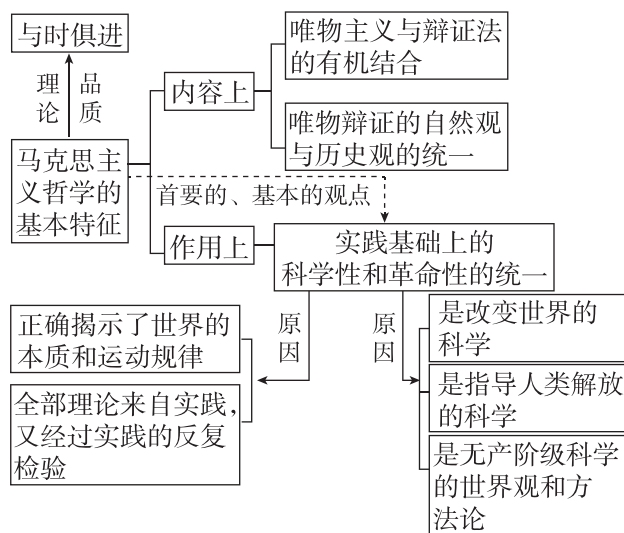 与时俱进
理论
品质
内容上
唯物主义与辩证法
的有机结合
唯物辩证的自然观
与历史观的统一
马克思主
义哲学的
基本特征
首要的、基本的观点
作用上
实践基础上的
科学性和革命性的统一
正确揭示了世界的
本质和运动规律
原因
原因
是改变世界的
科学
全部理论来自实践，
又经过实践的反复
检验
是指导人类解放
的科学
是无产阶级科学
的世界观和方
法论